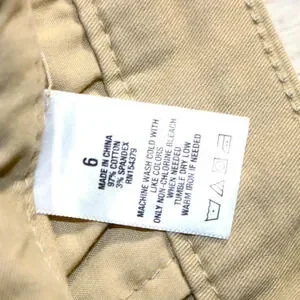 6
MADE IN CHINA
97% COTTON
3% SPANDEX
RN154379
MACHINE WASH COLD WITH
LIKE COLORS
ONLY NON-CHLORINE BLEACH
WHEN NEEDED
TUMBLE DRY LOW
WARM IRON IF NEEDED